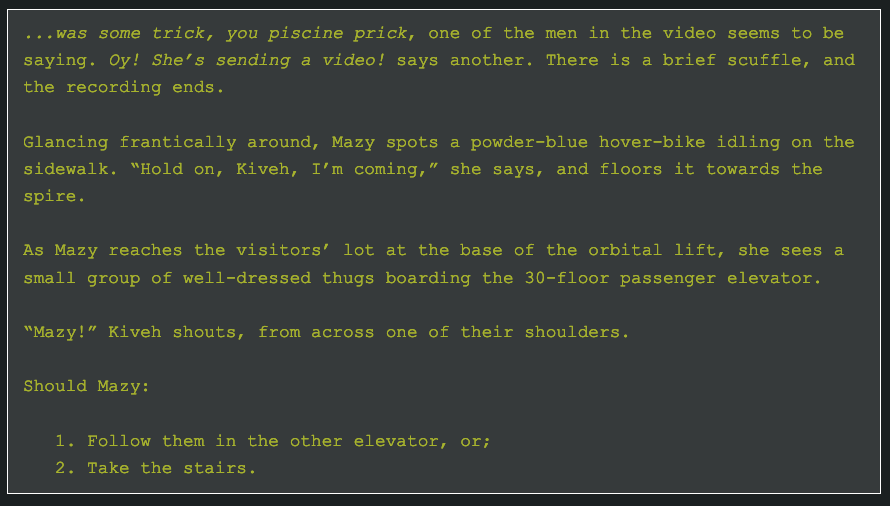 ...was some trick, you piscine prick, one of the men in the video seems to be
saying. Oy! She’s sending a video! says another. There is a brief scuffle, and
the recording ends.
Glancing frantically around, Mazy spots a powder-blue hover-bike idling on the
sidewalk. “Hold on, Kiveh, I’m coming,” she says, and floors it towards the
spire.
As Mazy reaches the visitors’ lot at the base of the orbital lift, she sees a
small group of well-dressed thugs boarding the 30-floor passenger elevator.
“Mazy!” Kiveh shouts, from across one of their shoulders.
Should Mazy:
1. Follow them in the other elevator, or;
2. Take the stairs.